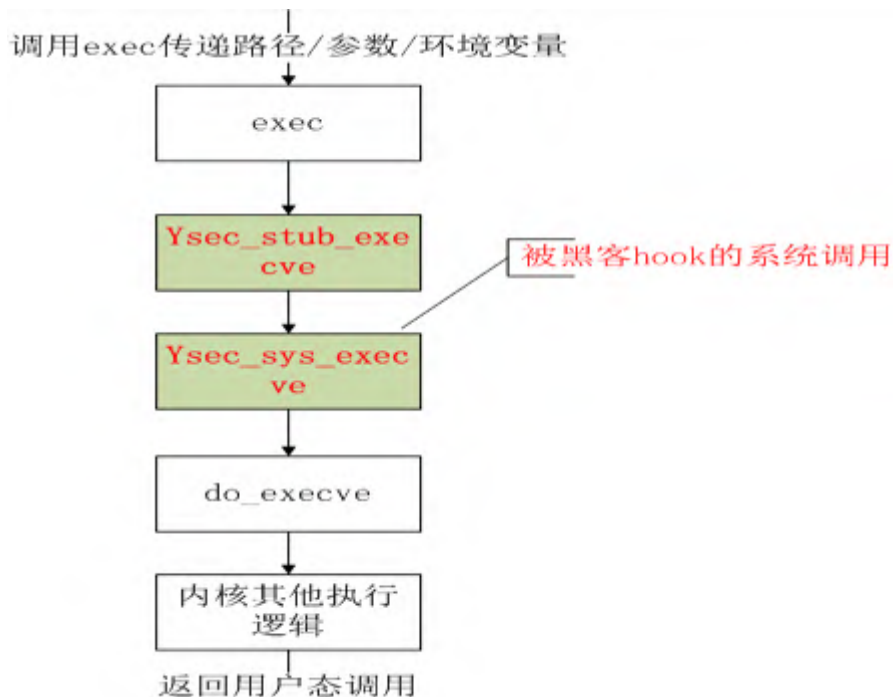 调用exec传递路径/参数/环境变量
exec
Ysec_stub_exe
cve
被黑客hook的系统调用
Ysec_sys_exec
ve
do_execve
内核其他执行
逻辑
返回用户态调用